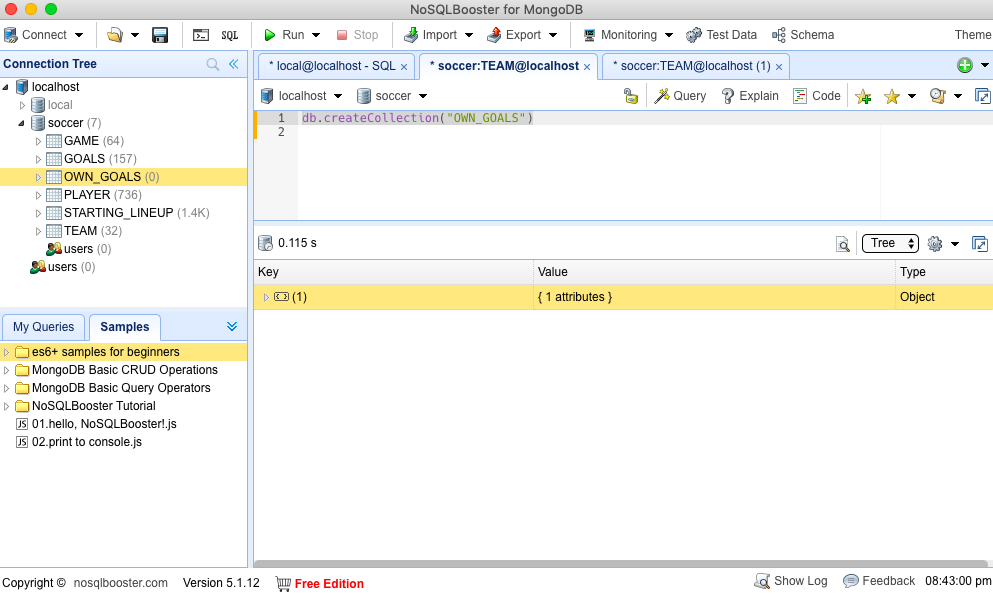 NoSQLBooster for MongoDB
Connect SQL Run Stop Import Export Monitoring Test Data Schema Theme
Connection Tree
localhost
local
soccer (7)
GAME (64)
GOALS (157)
OWN_GOALS (0)
PLAYER (736)
STARTING_LINEUP (1.4K)
TEAM (32)
users (0)
users (0)
My Queries Samples
es6+ samples for beginners
MongoDB Basic CRUD Operations
MongoDB Basic Query Operators
NoSQLBooster Tutorial
JS 01.hello, NoSQLBooster!.js
JS 02.print to console.js
* local@localhost - SQL × * soccer:TEAM@localhost × * soccer:TEAM@localhost (1) ×
localhost soccer Query Explain Code
1 db.createCollection("OWN_GOALS")
2
0.115 s Tree
Key Value Type
(1) { 1 attributes } Object
Copyright © nosqlbooster.com Version 5.1.12 Free Edition Show Log Feedback 08:43:00 pm